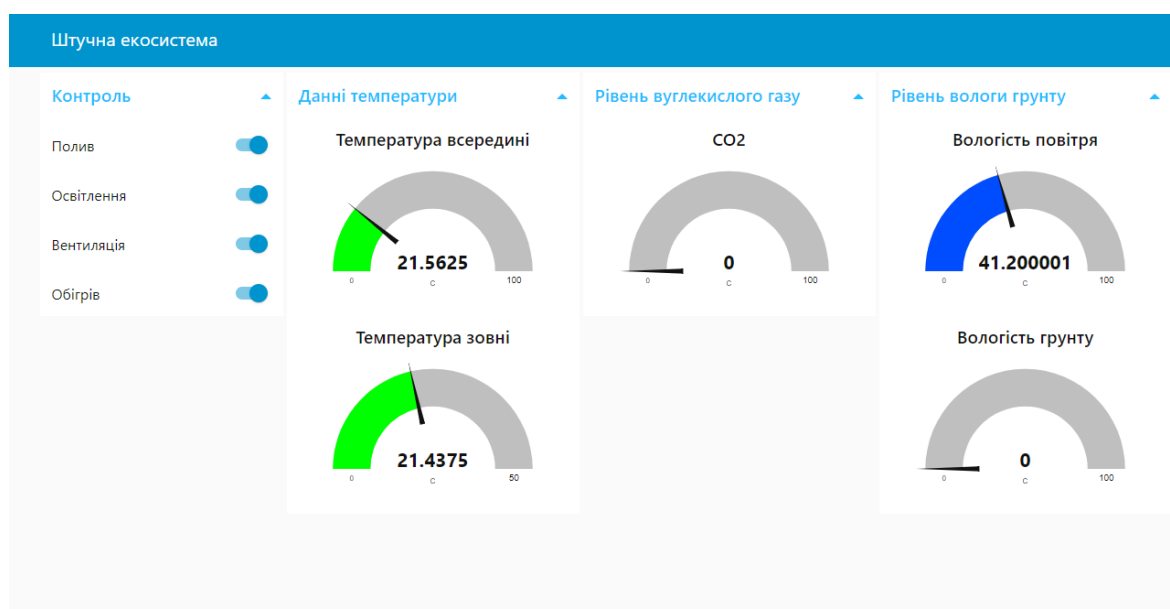 Штучна екосистема
Контроль
Полив
Освітлення
Вентиляція
Обігрів
Данні температури
Температура всередині
21.5625
0
C
100
Температура зовні
21.4375
0
C
50
Рівень вуглекислого газу
CO2
0
0
C
100
Рівень вологи грунту
Вологість повітря
41.200001
0
C
100
Вологість грунту
0
0
C
100